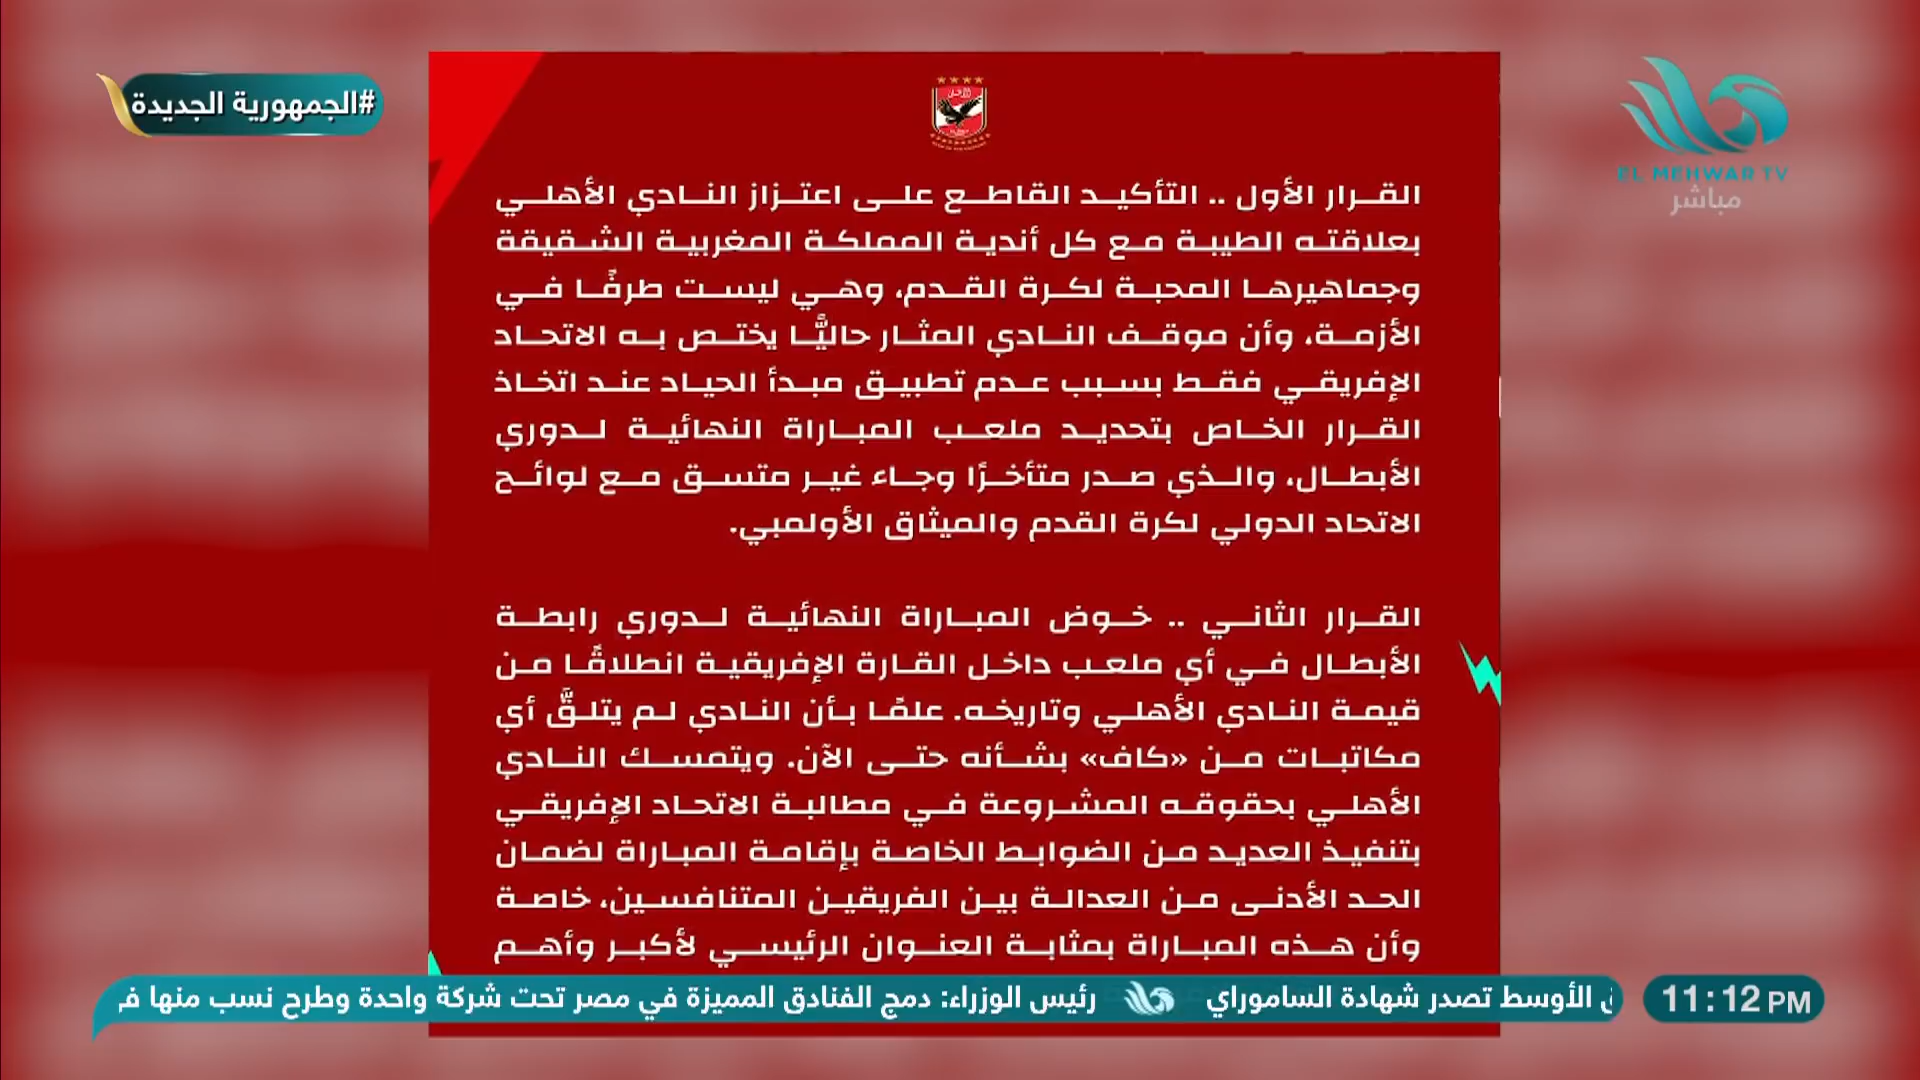 #الجمهورية الجديدة
EL MEHWAR TV
مباشر
القرار الأول .. التأكيد القاطع على اعتزاز النادي الأهلي
بعلاقته الطيبة مع كل أندية المملكة المغربية الشقيقة
وجماهيرها المحبة لكرة القدم، وهي ليست طرفًا في
الأزمة، وأن موقف النادي المثار حاليًّا يختص به الاتحاد
الإفريقي فقط بسبب عدم تطبيق مبدأ الحياد عند اتخاذ
القرار الخاص بتحديد ملعب المباراة النهائية لدوري
الأبطال، والذي صدر متأخرًا وجاء غير متسق مع لوائح
الاتحاد الدولي لكرة القدم والميثاق الأولمبي.
القرار الثاني .. خوض المباراة النهائية لدوري رابطة
الأبطال في أي ملعب داخل القارة الإفريقية انطلاقًا من
قيمة النادي الأهلي وتاريخه. علمًا بأن النادي لم يتلقَّ أي
مكاتبات من «كاف» بشأنه حتى الآن. ويتمسك النادي
الأهلي بحقوقه المشروعة في مطالبة الاتحاد الإفريقي
بتنفيذ العديد من الضوابط الخاصة بإقامة المباراة لضمان
الحد الأدنى من العدالة بين الفريقين المتنافسين، خاصة
وأن هذه المباراة بمثابة العنوان الرئيسي لأكبر وأهم
الأوسط تصدر شهادة الساموراي رئيس الوزراء: دمج الفنادق المميزة في مصر تحت شركة واحدة وطرح نسب منها
11:12 PM